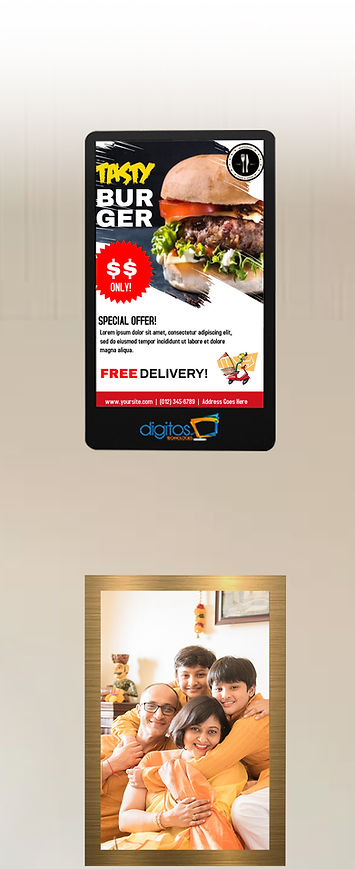 TASTY
BUR
GER
$$
ONLY!
SPECIAL OFFER!
Lorem ipsum dolor sit amet, consectetur adipiscing elit,
sed do eiusmod tempor incididunt ut labore et dolore
magna aliqua.
FREE DELIVERY!
www.yoursite.com | (012) 345-6789 | Address Goes Here
digitos
TECHNOLOGIES